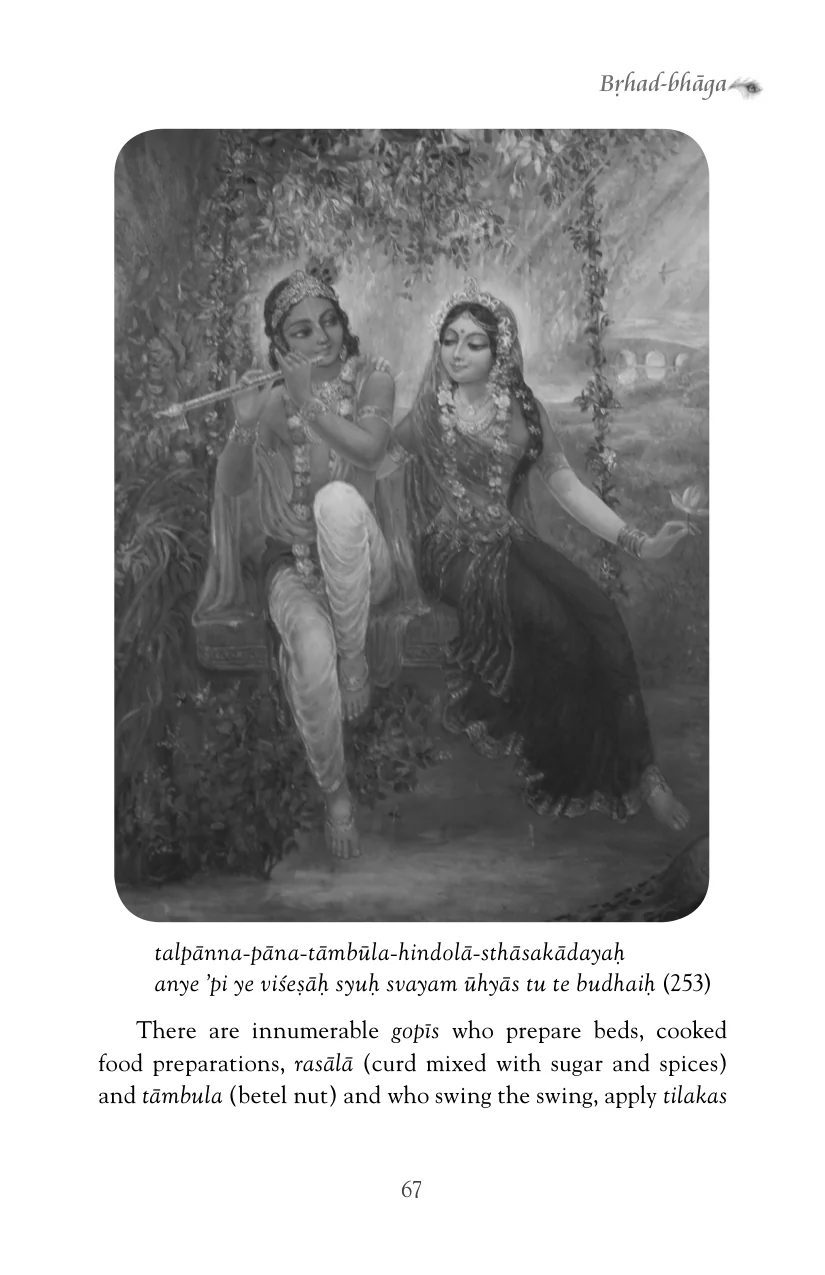 Bṛhad-bhāga
talpānna-pāna-tāmbūla-hindolā-sthāsakādayaḥ
anye ’pi ye viśeṣāḥ syuḥ svayam ūhyās tu te budhaiḥ (253)
There are innumerable gopīs who prepare beds, cooked
food preparations, rasālā (curd mixed with sugar and spices)
and tāmbula (betel nut) and who swing the swing, apply tilakas
67